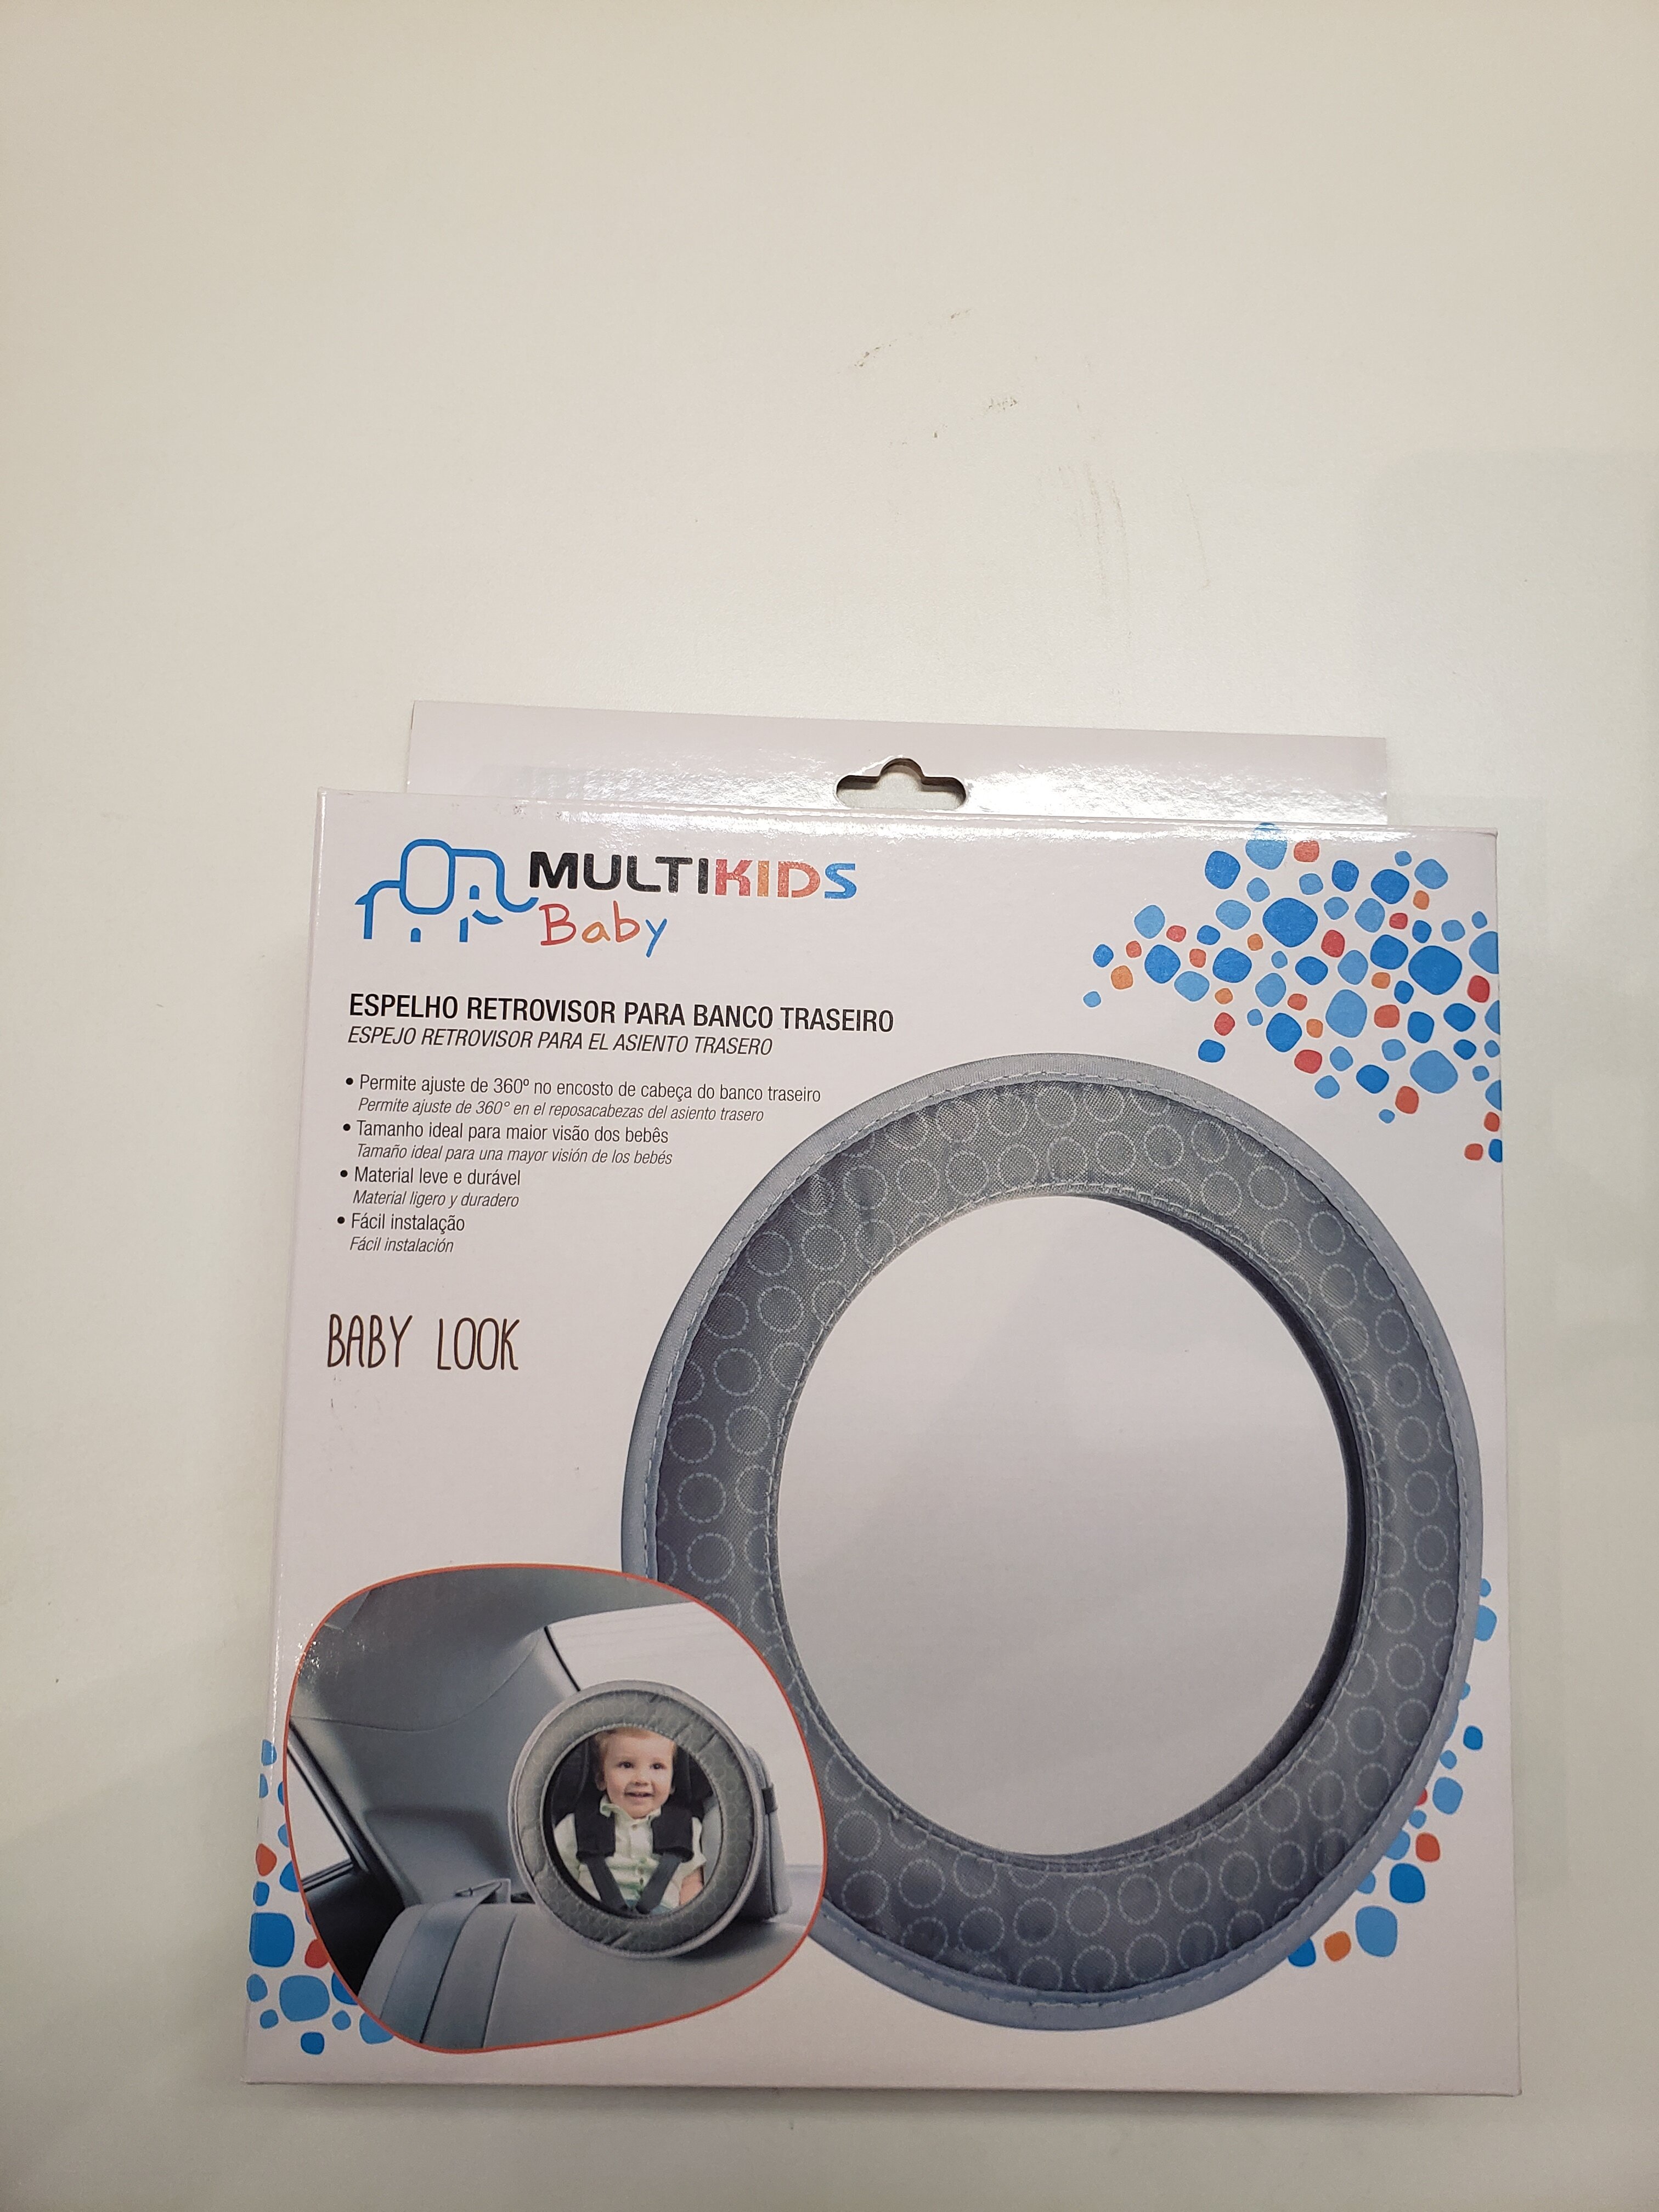 MULTIKIDS
Baby
ESPELHO RETROVISOR PARA BANCO TRASEIRO
ESPEJO RETROVISOR PARA EL ASIENTO TRASERO
• Permite ajuste de 360º no encosto de cabeça do banco traseiro
Permite ajuste de 360° en el reposacabezas del asiento trasero
• Tamanho ideal para maior visão dos bebês
Tamaño ideal para una mayor visión de los bebés
• Material leve e durável
Material ligero y duradero
• Fácil instalação
Fácil instalación
BABY LOOK